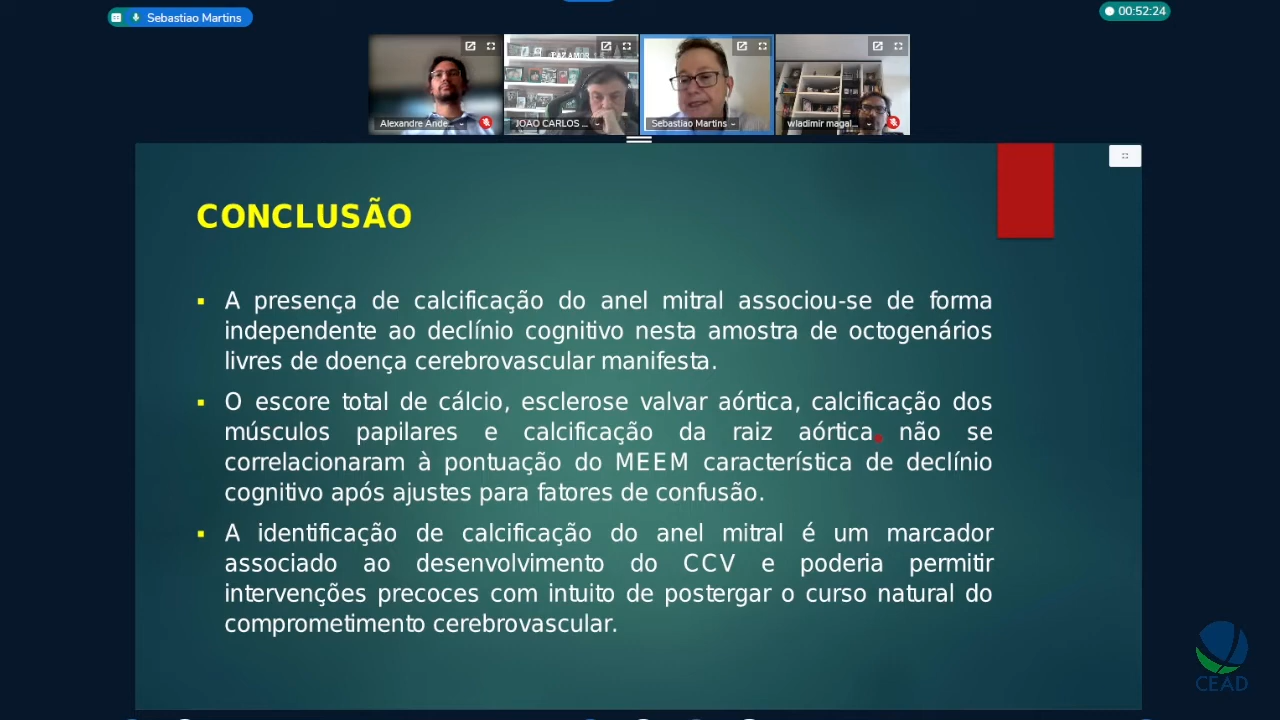 Sebastiao Martins
00:52:24
Alexandre Ande...
JOAO CARLOS ...
Sebastiao Martins
wladimir magal...
CONCLUSÃO
A presença de calcificação do anel mitral associou-se de forma
independente ao declínio cognitivo nesta amostra de octogenários
livres de doença cerebrovascular manifesta.
O escore total de cálcio, esclerose valvar aórtica, calcificação dos
músculos papilares e calcificação da raiz aórtica, não se
correlacionaram à pontuação do MEEM característica de declínio
cognitivo após ajustes para fatores de confusão.
A identificação de calcificação do anel mitral é um marcador
associado ao desenvolvimento do CCV e poderia permitir
intervenções precoces com intuito de postergar o curso natural do
comprometimento cerebrovascular.
CEAD